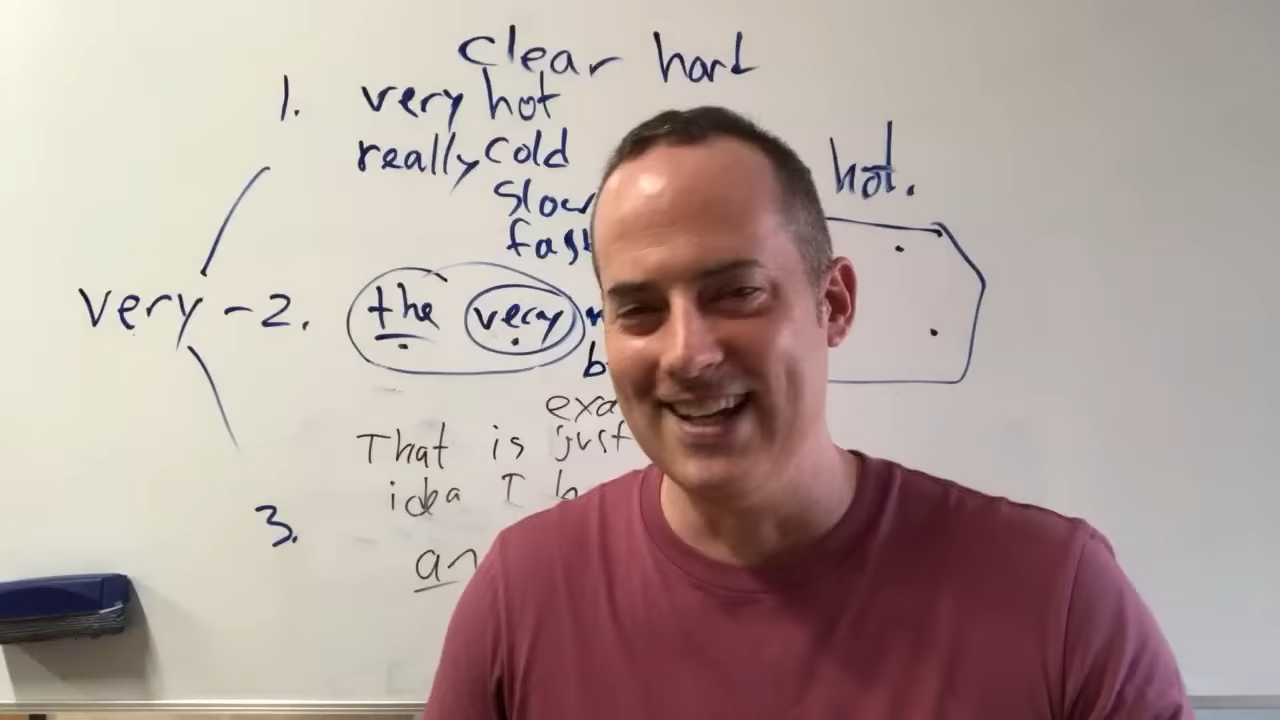 clear hard
1. very hot
really cold
hot.
slow
fast
very - 2. the very
That is just
idea I
3.
an